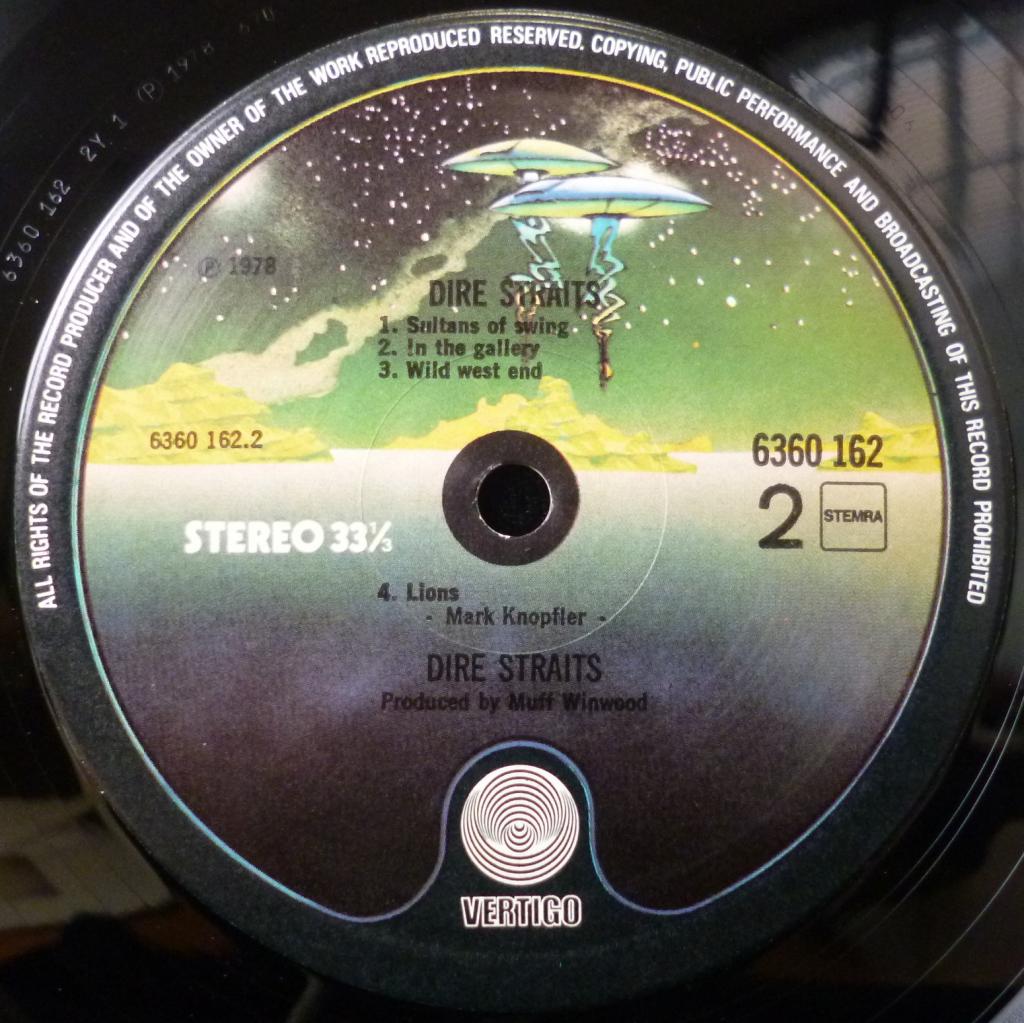 ALL RIGHTS OF THE RECORD PRODUCER AND OF THE OWNER OF THE WORK REPRODUCED RESERVED. COPYING, PUBLIC PERFORMANCE AND BROADCASTING OF THIS RECORD PROHIBITED
6360 162 2Y 1 Ⓟ 1978
Ⓟ 1978
DIRE STRAITS
1. Sultans of swing
2. In the gallery
3. Wild west end
6360 162.2
6360 162
2
STEMRA
STEREO 33⅓
4. Lions
- Mark Knopfler -
DIRE STRAITS
Produced by Muff Winwood
VERTIGO